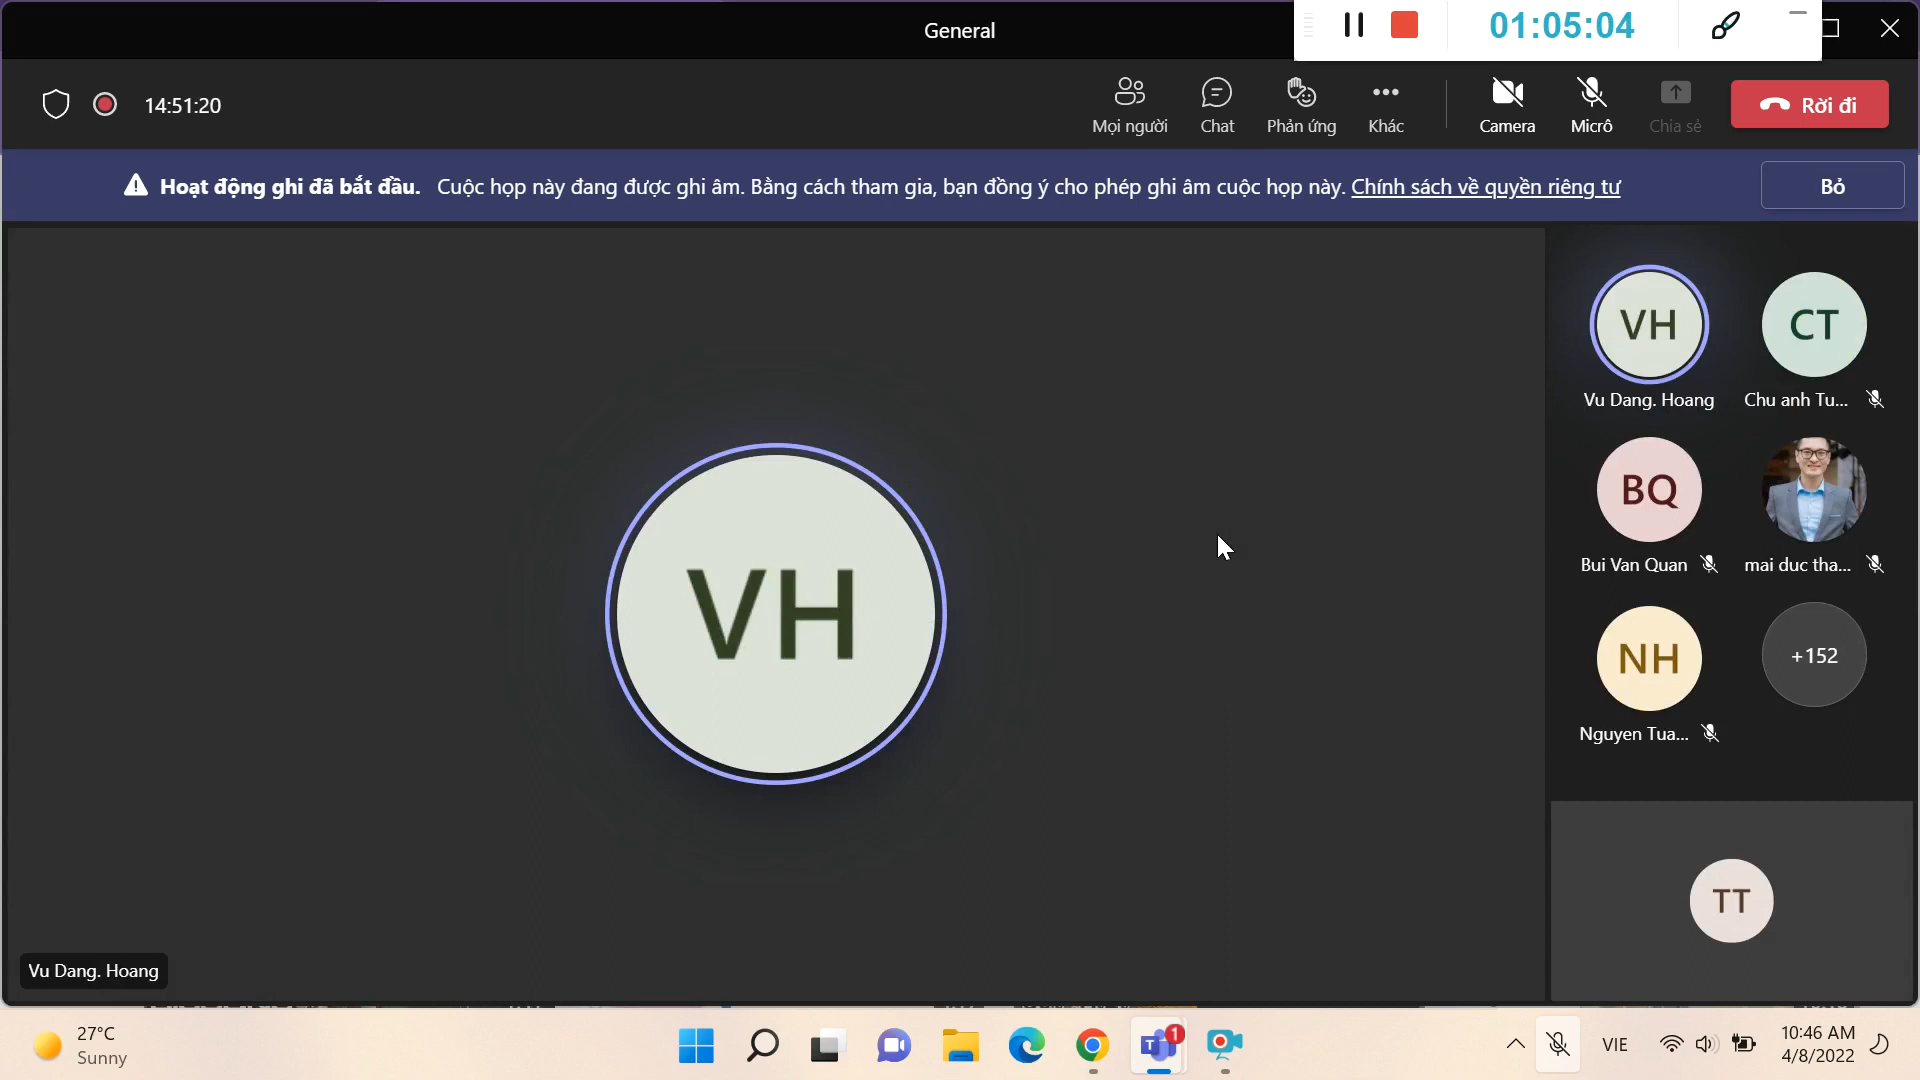 General
01:05:04
14:51:20
Mọi người
Chat
Phản ứng
Khác
Camera
Micrô
Chia sẻ
Rời đi
Hoạt động ghi đã bắt đầu. Cuộc họp này đang được ghi âm. Bằng cách tham gia, bạn đồng ý cho phép ghi âm cuộc họp này. Chính sách về quyền riêng tư
Bỏ
VH
CT
Vu Dang. Hoang
Chu anh Tu...
BQ
Bui Van Quan
mai duc tha...
NH
+152
Nguyen Tua...
VH
TT
Vu Dang. Hoang
27°C
Sunny
1
VIE
10:46 AM
4/8/2022